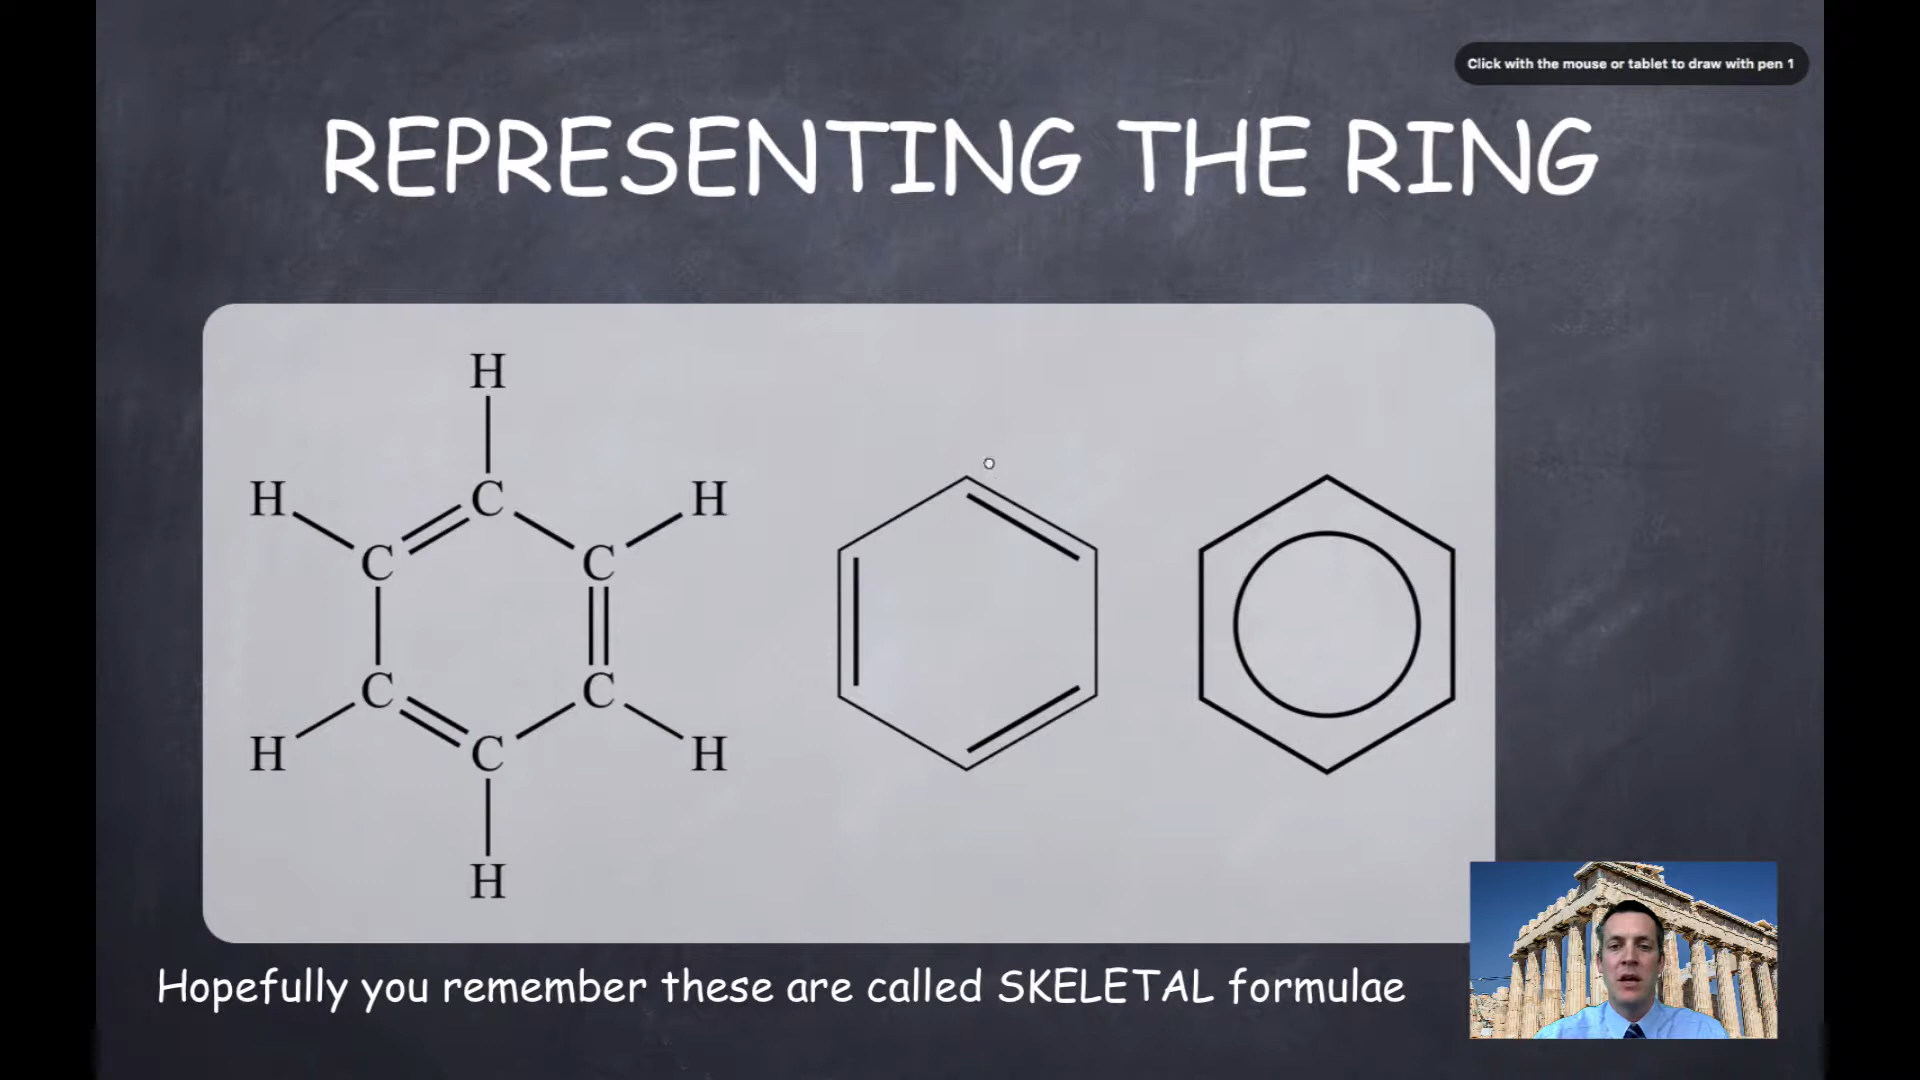 Click with the mouse or tablet to draw with pen 1
REPRESENTING THE RING
H
H C H
C C
C C
H C H
H
Hopefully you remember these are called SKELETAL formulae